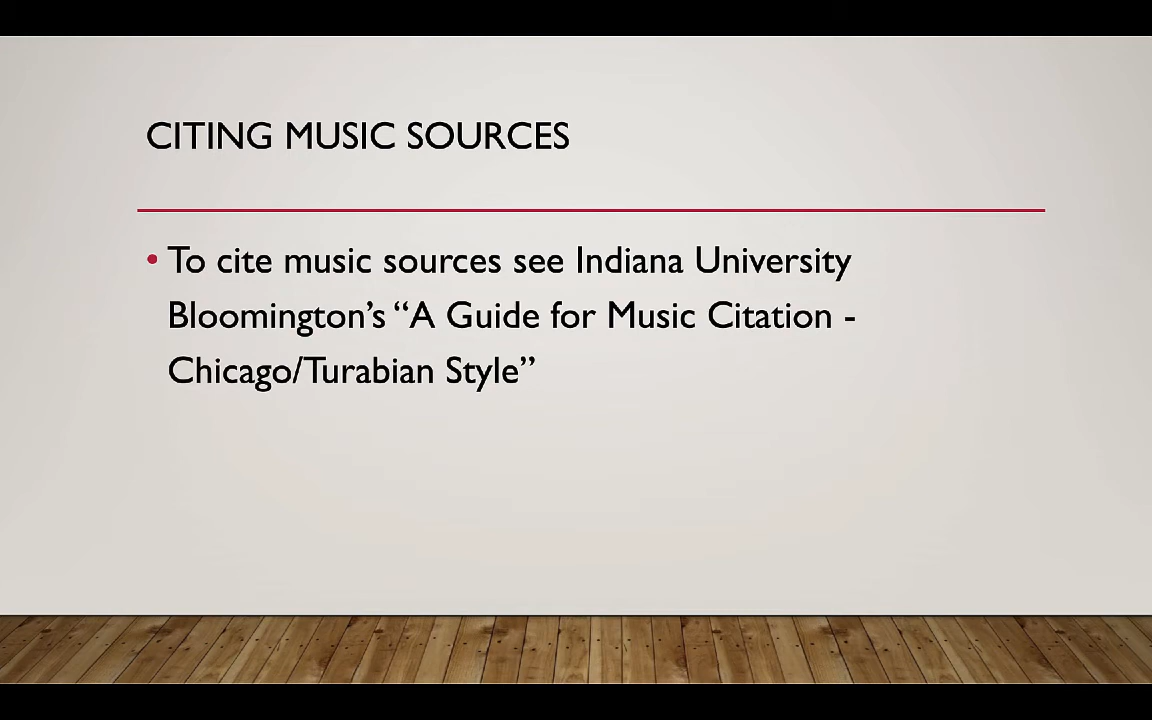 CITING MUSIC SOURCES
• To cite music sources see Indiana University
Bloomington’s “A Guide for Music Citation -
Chicago/Turabian Style”